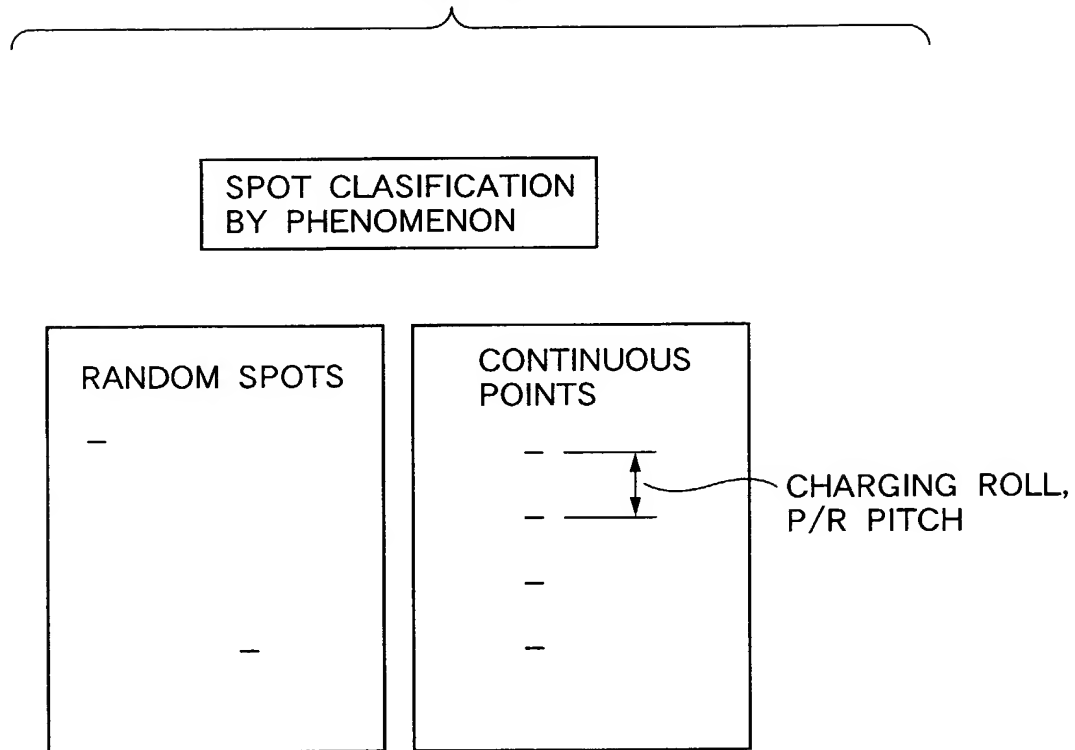 SPOT CLASIFICATION
BY PHENOMENON
RANDOM SPOTS
CONTINUOUS
POINTS
CHARGING ROLL,
P/R PITCH